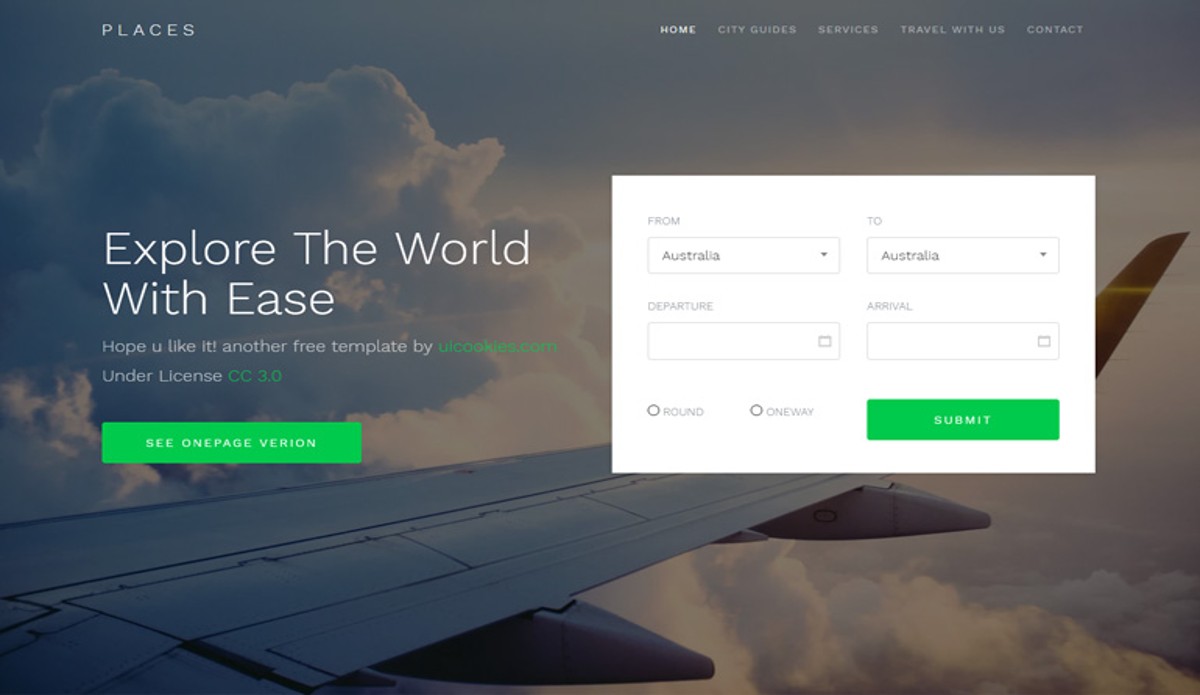 PLACES
HOME CITY GUIDES SERVICES TRAVEL WITH US CONTACT
Explore The World
With Ease
Hope u like it! another free template by uicookies.com
Under License CC 3.0
SEE ONEPAGE VERION
FROM TO
Australia Australia
DEPARTURE ARRIVAL
ROUND ONEWAY SUBMIT